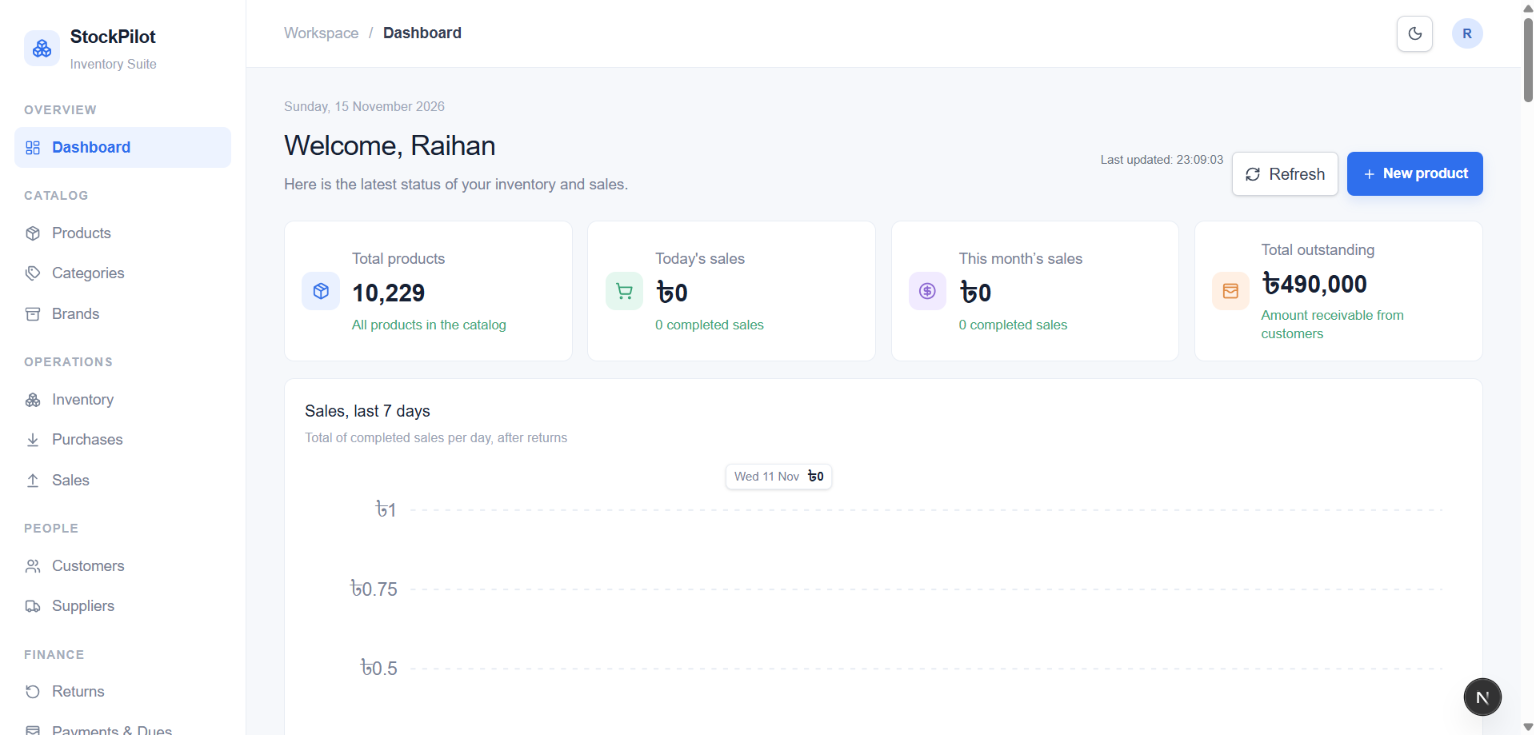 StockPilot
Inventory Suite
OVERVIEW
Dashboard
CATALOG
Products
Categories
Brands
OPERATIONS
Inventory
Purchases
Sales
PEOPLE
Customers
Suppliers
FINANCE
Returns
Payments & Dues
Workspace / Dashboard
R
Sunday, 15 November 2026
Welcome, Raihan
Here is the latest status of your inventory and sales.
Last updated: 23:09:03
Refresh
+ New product
Total products
10,229
All products in the catalog
Today's sales
৳0
0 completed sales
This month's sales
৳0
0 completed sales
Total outstanding
৳490,000
Amount receivable from
customers
Sales, last 7 days
Total of completed sales per day, after returns
Wed 11 Nov ৳0
৳1
৳0.75
৳0.5
N